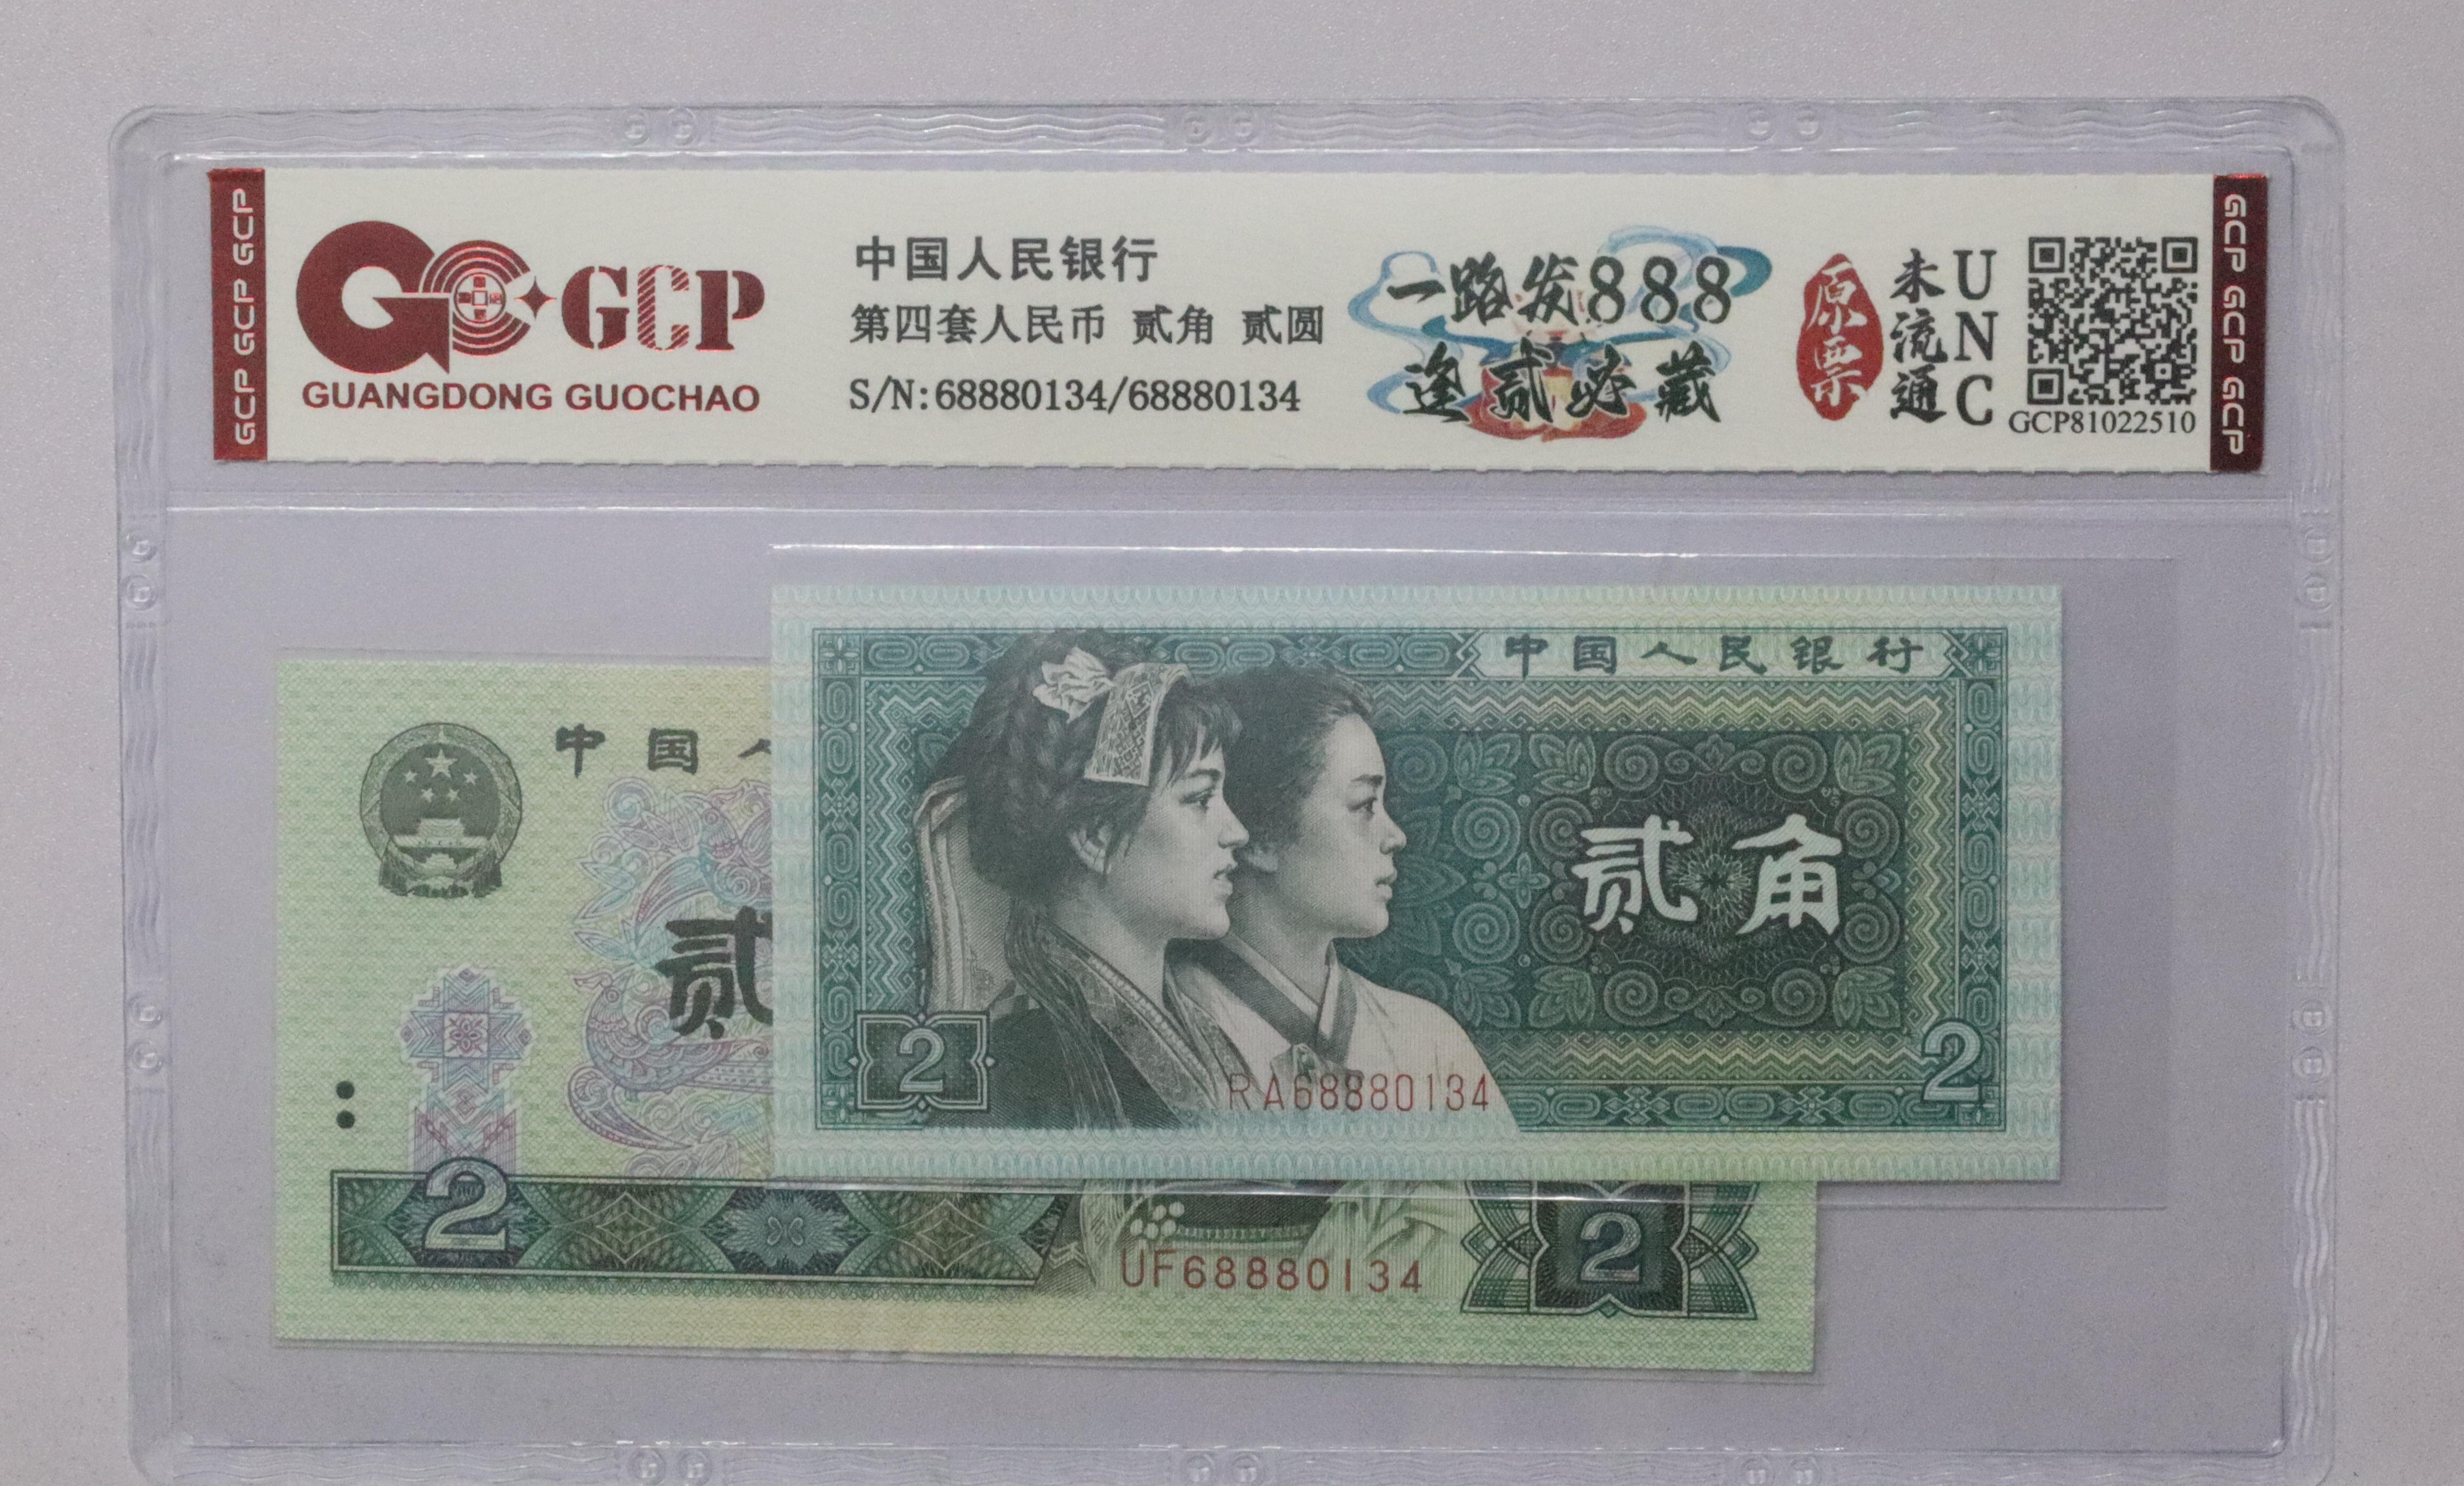 GCP GCP GCP
GCP
GUANGDONG GUOCHAO
中国人民银行
第四套人民币 贰角 贰圆
S/N:68880134/68880134
一路发888
逢贰必藏
原票
未流通
UNC
GCP81022510
GCP GCP GCP
中国人民银行
贰角
2
2
RA68880134
中国
贰
2
2
UF68880134